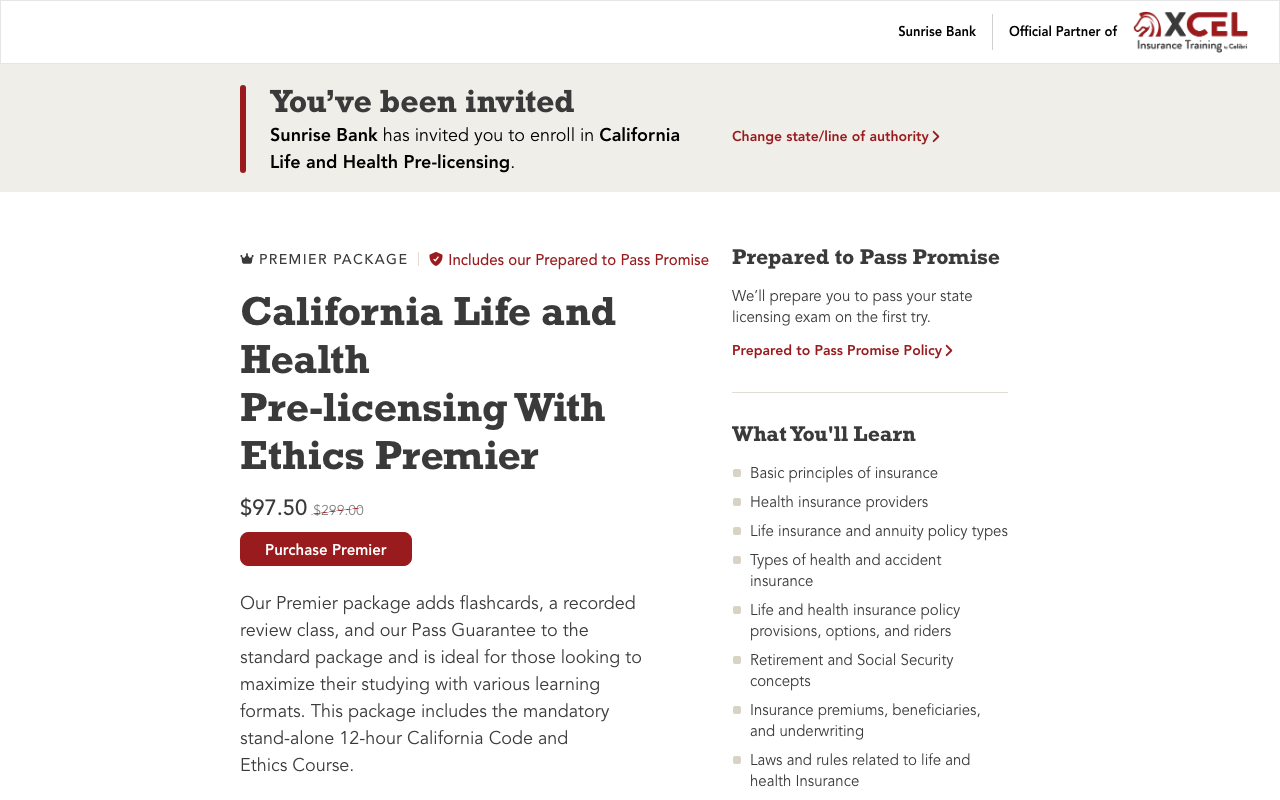 Sunrise Bank
Official Partner of
XCEL
Insurance Training by Colibri
You’ve been invited
Sunrise Bank has invited you to enroll in California
Life and Health Pre-licensing.
Change state/line of authority
PREMIER PACKAGE
Includes our Prepared to Pass Promise
California Life and
Health
Pre-licensing With
Ethics Premier
$97.50 $299.00
Purchase Premier
Our Premier package adds flashcards, a recorded
review class, and our Pass Guarantee to the
standard package and is ideal for those looking to
maximize their studying with various learning
formats. This package includes the mandatory
stand-alone 12-hour California Code and
Ethics Course.
Prepared to Pass Promise
We’ll prepare you to pass your state
licensing exam on the first try.
Prepared to Pass Promise Policy
What You'll Learn
Basic principles of insurance
Health insurance providers
Life insurance and annuity policy types
Types of health and accident
insurance
Life and health insurance policy
provisions, options, and riders
Retirement and Social Security
concepts
Insurance premiums, beneficiaries,
and underwriting
Laws and rules related to life and
health Insurance